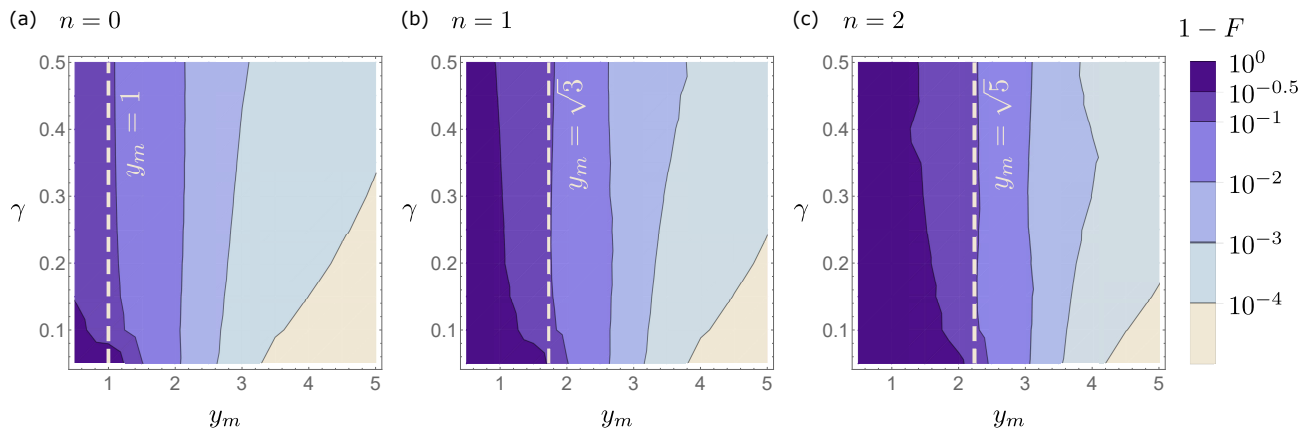 (a) n = 0
0.5
0.4
0.3
0.2
0.1
γ
1 2 3 4 5
y_m
y_m = 1
(b) n = 1
0.5
0.4
0.3
0.2
0.1
γ
1 2 3 4 5
y_m
y_m = √3
(c) n = 2
0.5
0.4
0.3
0.2
0.1
γ
1 2 3 4 5
y_m
y_m = √5
1 − F
10^0
10^−0.5
10^−1
10^−2
10^−3
10^−4